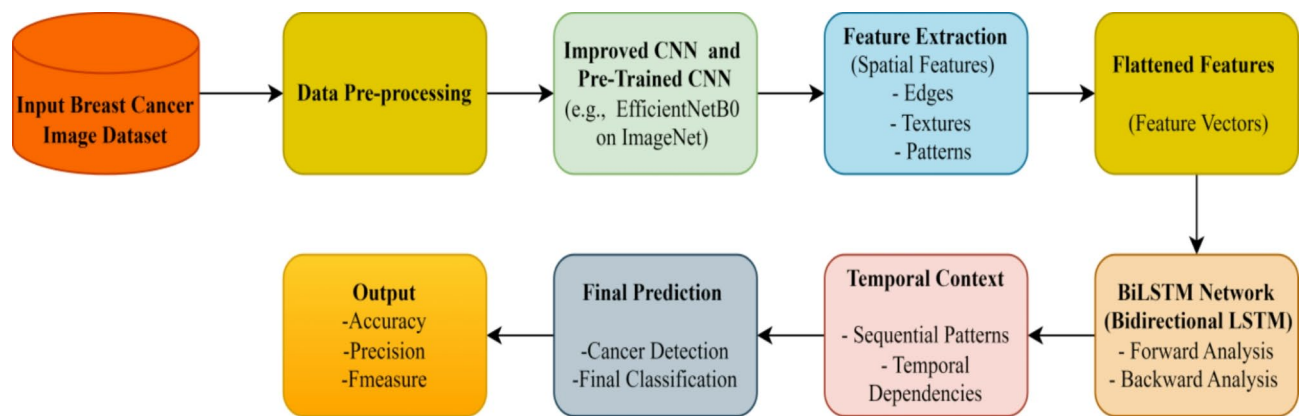 Input Breast Cancer
Image Dataset
Data Pre-processing
Improved CNN and
Pre-Trained CNN
(e.g., EfficientNetB0
on ImageNet)
Feature Extraction
(Spatial Features)
- Edges
- Textures
- Patterns
Flattened Features
(Feature Vectors)
BiLSTM Network
(Bidirectional LSTM)
- Forward Analysis
- Backward Analysis
Temporal Context
- Sequential Patterns
- Temporal
Dependencies
Final Prediction
-Cancer Detection
-Final Classification
Output
-Accuracy
-Precision
-Fmeasure